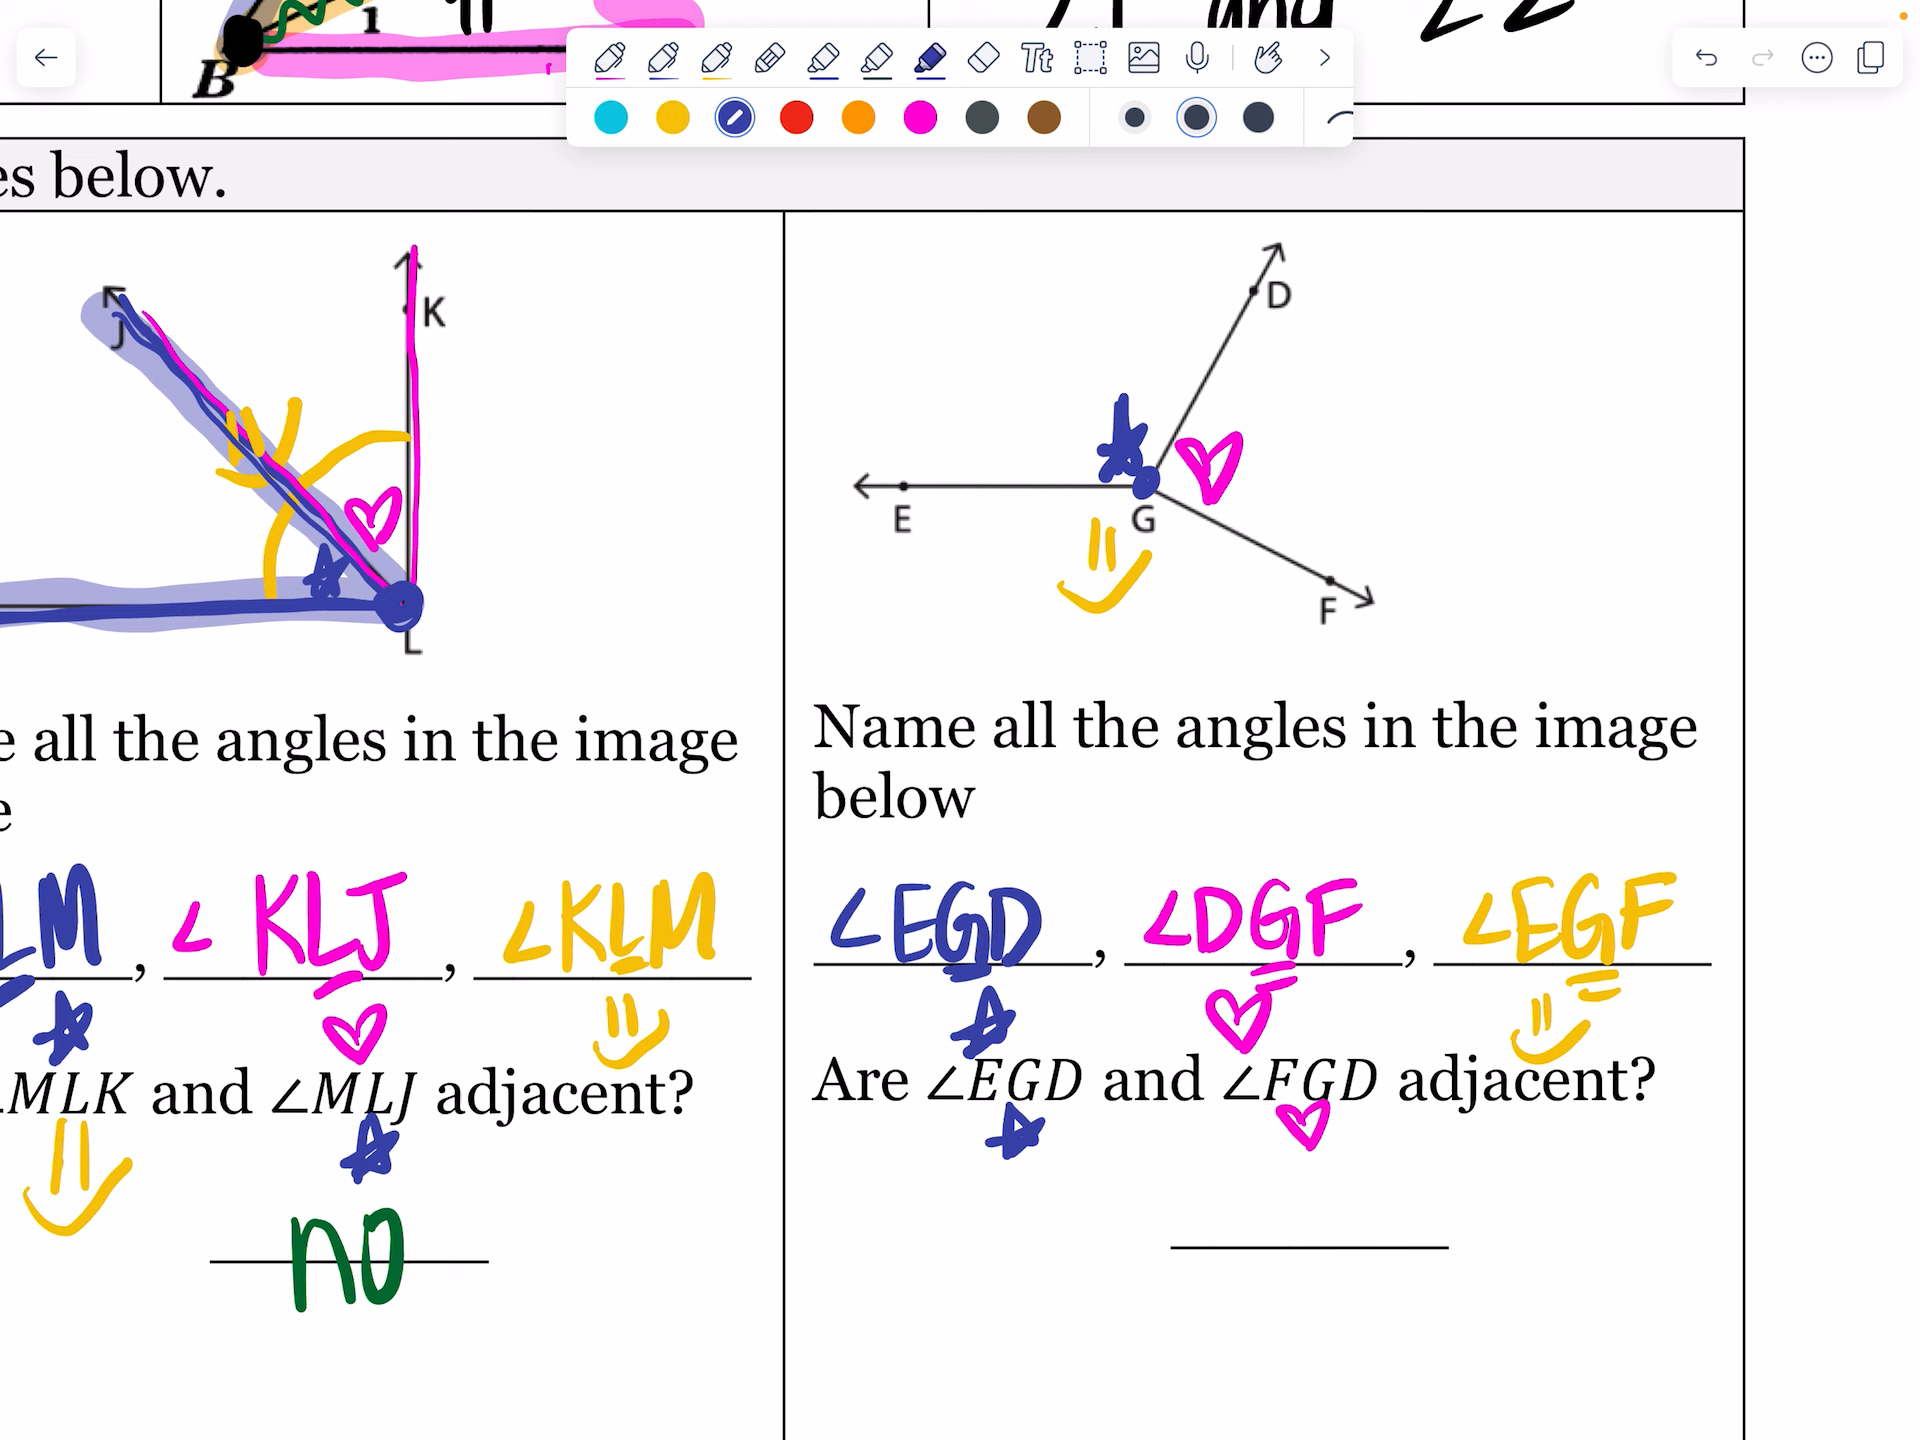 1
∠1 and ∠2
B
Tt
es below.
K
J
L
D
E
G
F
e all the angles in the image
e
LM, ∠KLJ, ∠KLM
∠MLK and ∠MLJ adjacent?
no
Name all the angles in the image
below
∠EGD, ∠DGF, ∠EGF
Are ∠EGD and ∠FGD adjacent?